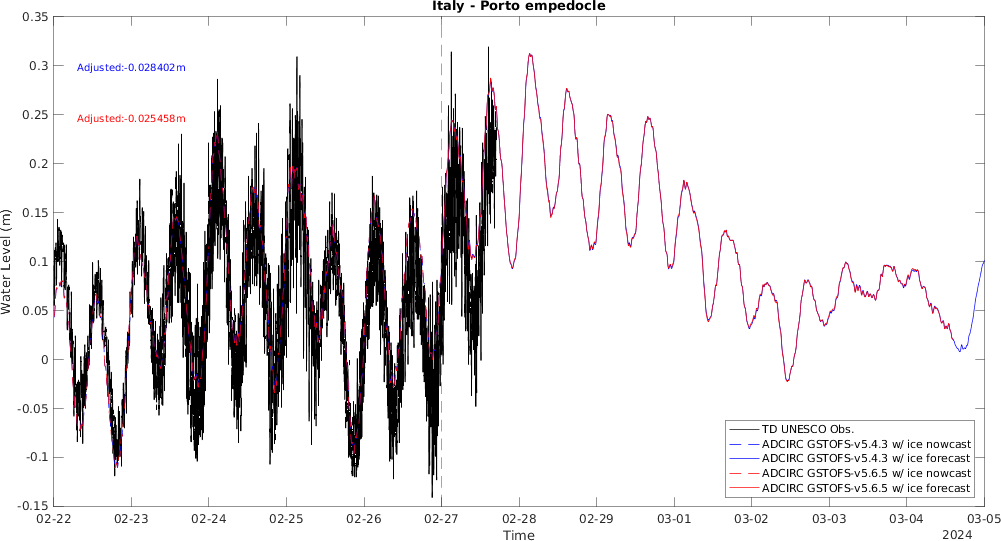 Italy - Porto empedocle
0.35
0.3
0.25
0.2
0.15
0.1
0.05
0
-0.05
-0.1
-0.15
Water Level (m)
Adjusted:-0.028402m
Adjusted:-0.025458m
TD UNESCO Obs.
ADCIRC GSTOFS-v5.4.3 w/ ice nowcast
ADCIRC GSTOFS-v5.4.3 w/ ice forecast
ADCIRC GSTOFS-v5.6.5 w/ ice nowcast
ADCIRC GSTOFS-v5.6.5 w/ ice forecast
02-22 02-23 02-24 02-25 02-26 02-27 02-28 02-29 03-01 03-02 03-03 03-04 03-05
Time
2024